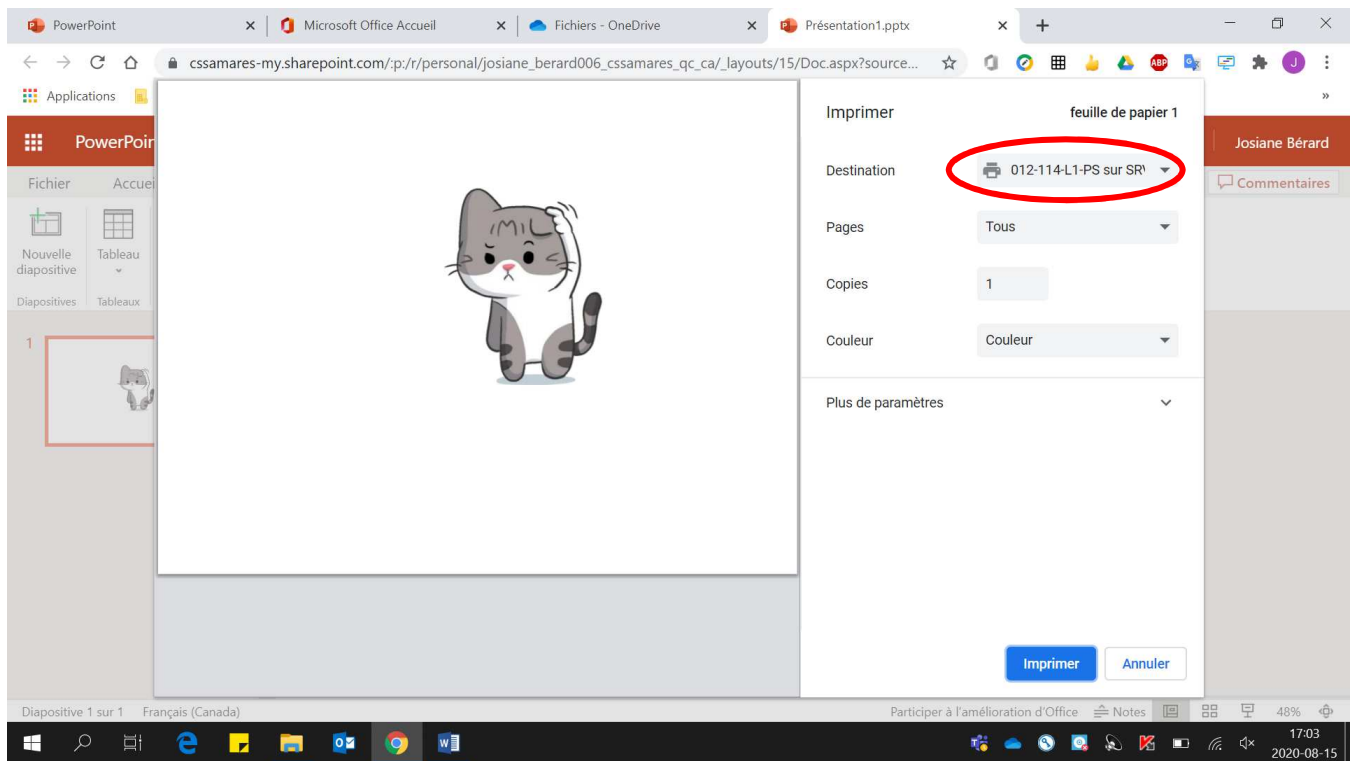 PowerPoint
Microsoft Office Accueil
Fichiers - OneDrive
Présentation1.pptx
cssamares-my.sharepoint.com/:p:/r/personal/josiane_berard006_cssamares_qc_ca/_layouts/15/Doc.aspx?source...
ABP
J
Applications
»
PowerPoin
Josiane Bérard
Fichier
Accuei
Commentaires
Nouvelle
diapositive
Tableau
Diapositives
Tableaux
1
Imprimer
feuille de papier 1
Destination
012-114-L1-PS sur SR
Pages
Tous
Copies
1
Couleur
Couleur
Plus de paramètres
Imprimer
Annuler
Diapositive 1 sur 1
Français (Canada)
Participer à l'amélioration d'Office
Notes
48%
17:03
2020-08-15